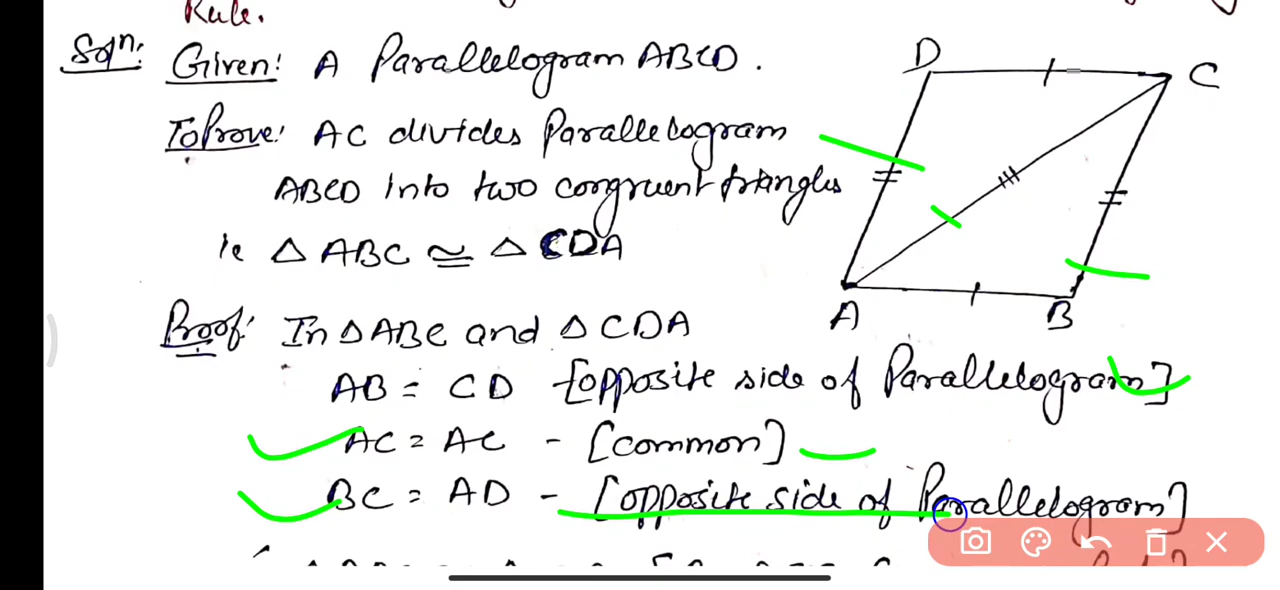 Rule.
Soln: Given: A Parallelogram ABCD.
To Prove: AC divides Parallelogram
ABCD into two congruent triangles
ie △ ABC ≅ △ CDA
Proof: In △ABC and △CDA
AB = CD [opposite side of Parallelogram]
AC = AC - [common]
BC = AD - [opposite side of Parallelogram]
D
C
A
B